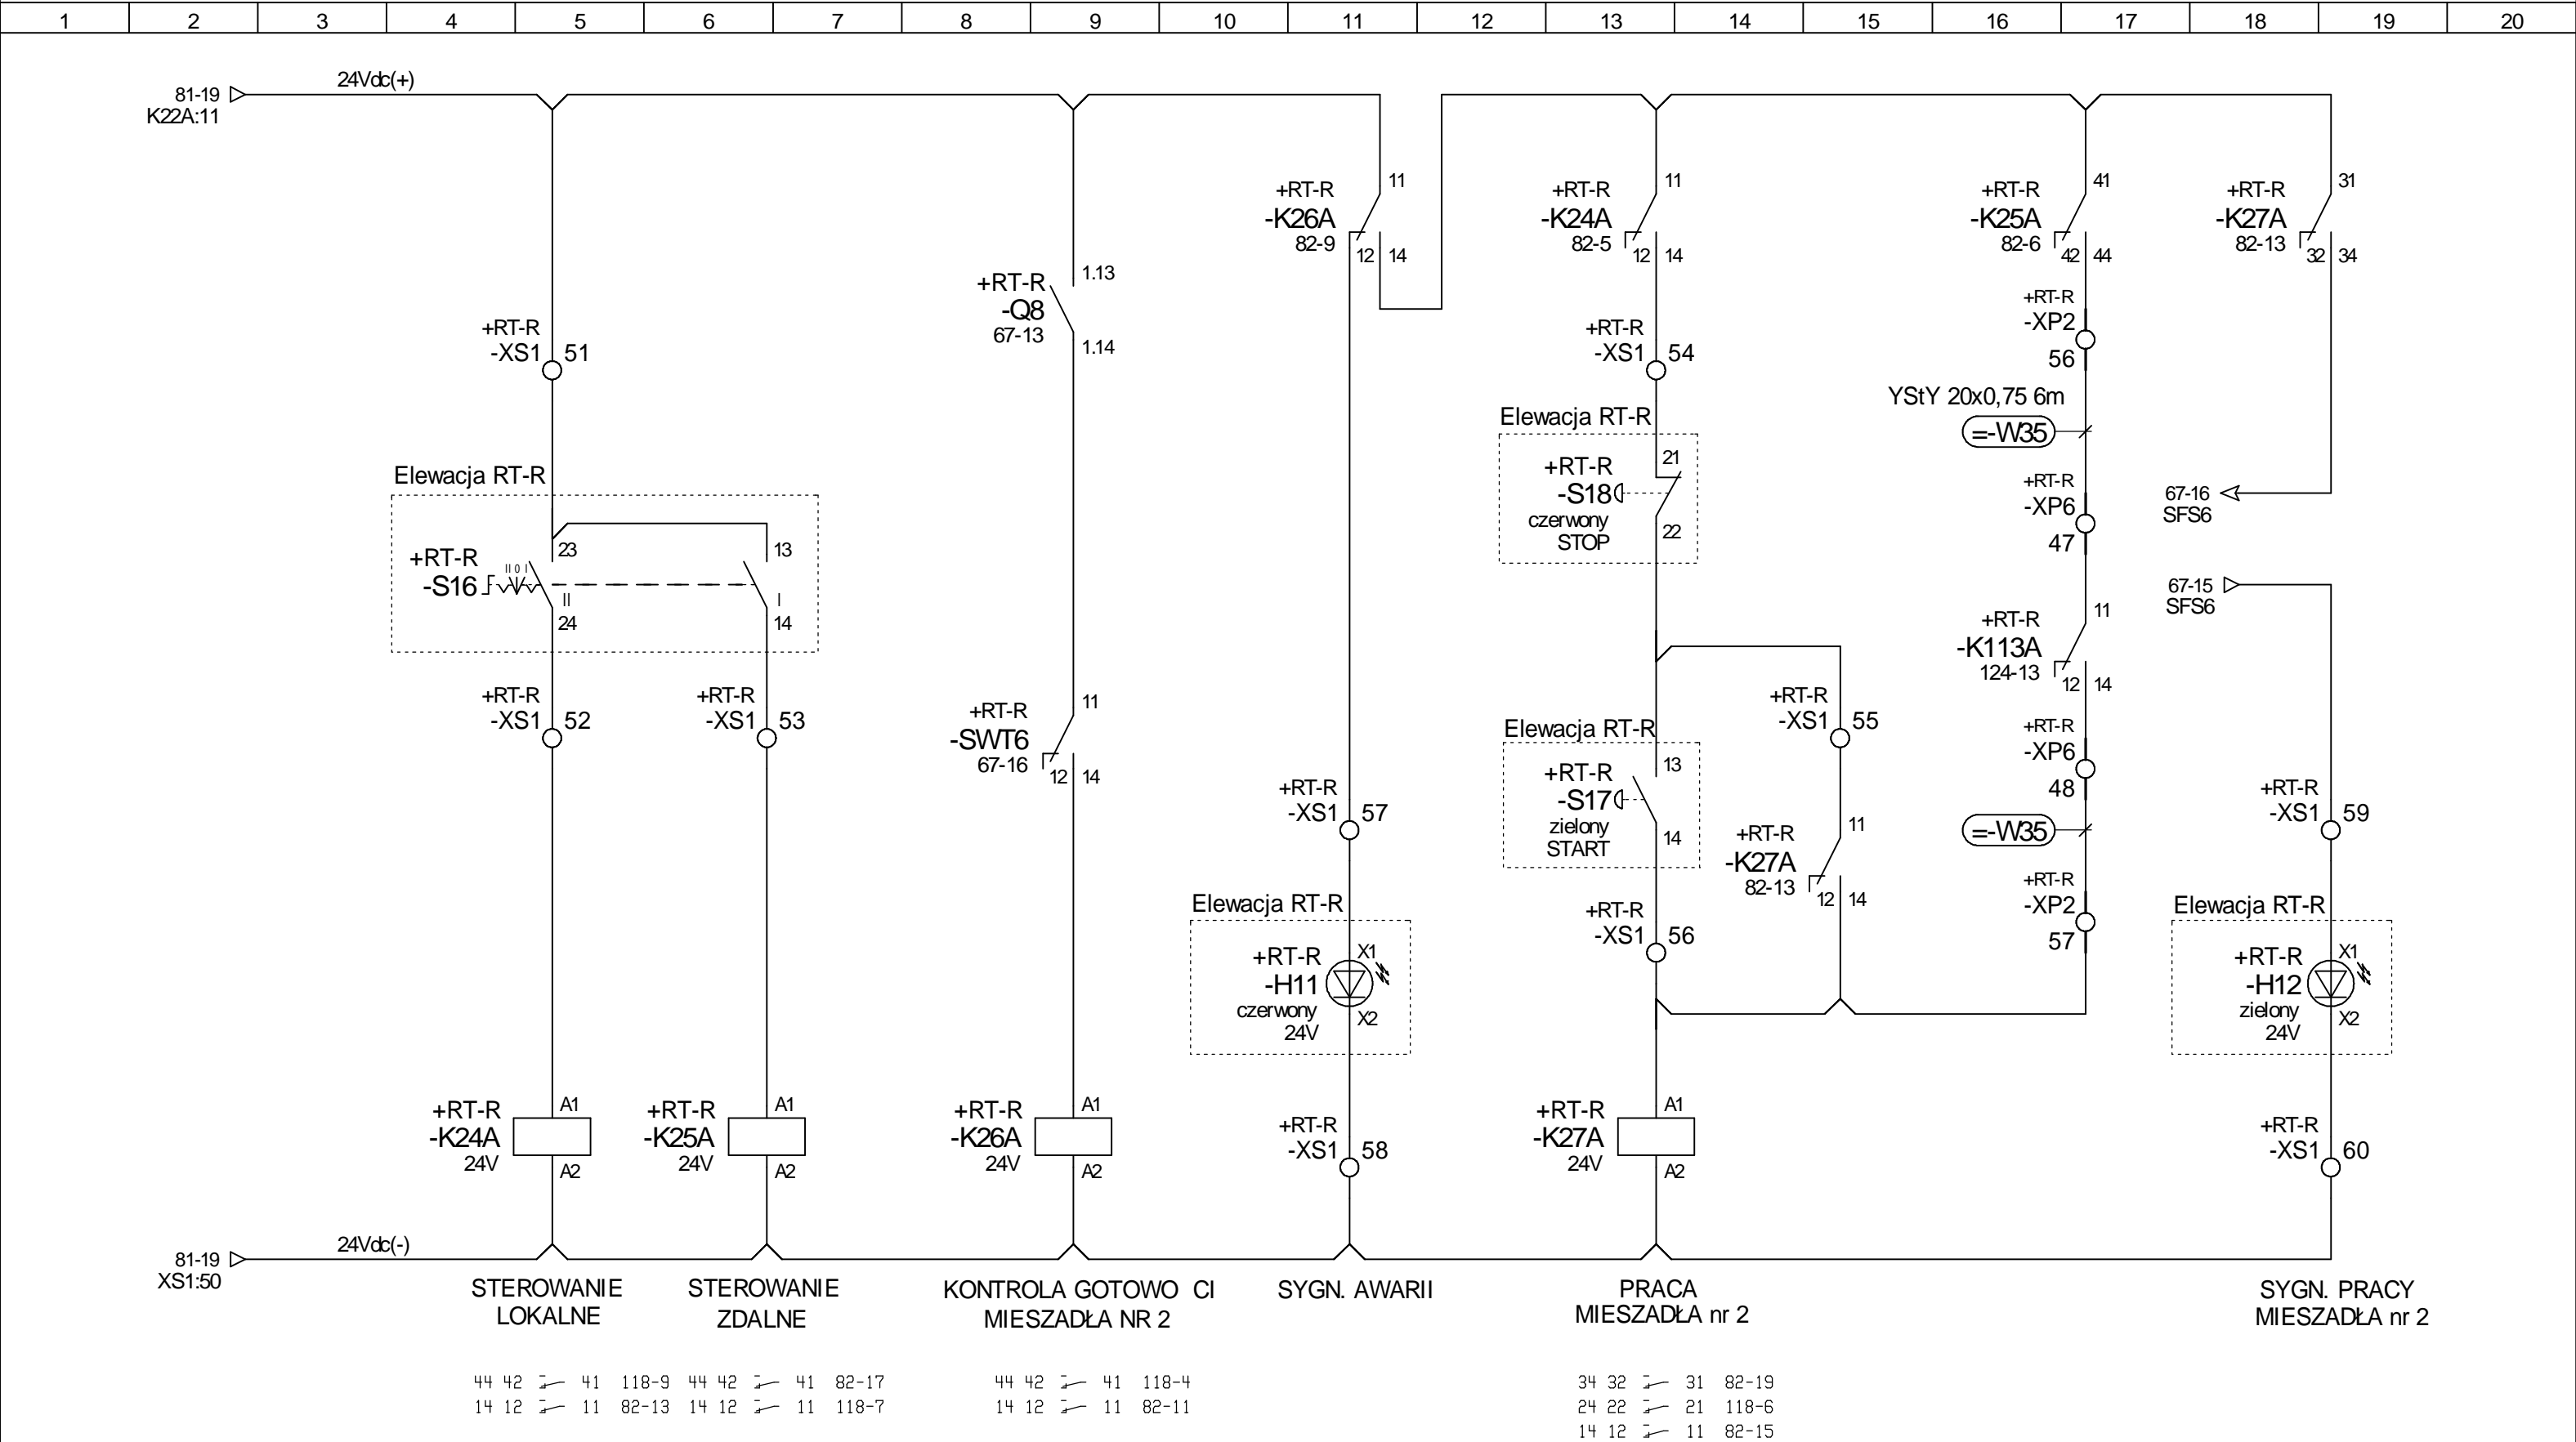 1 2 3 4 5 6 7 8 9 10 11 12 13 14 15 16 17 18 19 20
81-19
K22A:11
24Vdc(+)
+RT-R
-XS1 51
Elewacja RT-R
+RT-R
-S16
II 0 I
23
II
24
13
I
14
+RT-R
-XS1 52
+RT-R
-XS1 53
+RT-R
-K24A
24V
A1
A2
+RT-R
-K25A
24V
A1
A2
+RT-R
-Q8
67-13
1.13
1.14
+RT-R
-SWT6
67-16
11
12 14
+RT-R
-K26A
24V
A1
A2
+RT-R
-K26A
82-9
11
12 14
+RT-R
-XS1 57
Elewacja RT-R
+RT-R
-H11
czerwony
24V
X1
X2
+RT-R
-XS1 58
+RT-R
-K24A
82-5
11
12 14
+RT-R
-XS1 54
Elewacja RT-R
+RT-R
-S18
czerwony
STOP
21
22
Elewacja RT-R
+RT-R
-S17
zielony
START
13
14
+RT-R
-XS1 56
+RT-R
-K27A
24V
A1
A2
+RT-R
-XS1 55
+RT-R
-K27A
82-13
11
12 14
+RT-R
-K25A
82-6
41
42 44
+RT-R
-XP2
56
YStY 20x0,75 6m
=-W35
+RT-R
-XP6
47
+RT-R
-K113A
124-13
11
12 14
+RT-R
-XP6
48
=-W35
+RT-R
-XP2
57
+RT-R
-K27A
82-13
31
32 34
67-16
SFS6
67-15
SFS6
+RT-R
-XS1 59
Elewacja RT-R
+RT-R
-H12
zielony
24V
X1
X2
+RT-R
-XS1 60
81-19
XS1:50
24Vdc(-)
STEROWANIE
LOKALNE
STEROWANIE
ZDALNE
KONTROLA GOTOWO CI
MIESZADŁA NR 2
SYGN. AWARII
PRACA
MIESZADŁA nr 2
SYGN. PRACY
MIESZADŁA nr 2
44 42 41 118-9
14 12 11 82-13
44 42 41 82-17
14 12 11 118-7
44 42 41 118-4
14 12 11 82-11
34 32 31 82-19
24 22 21 118-6
14 12 11 82-15